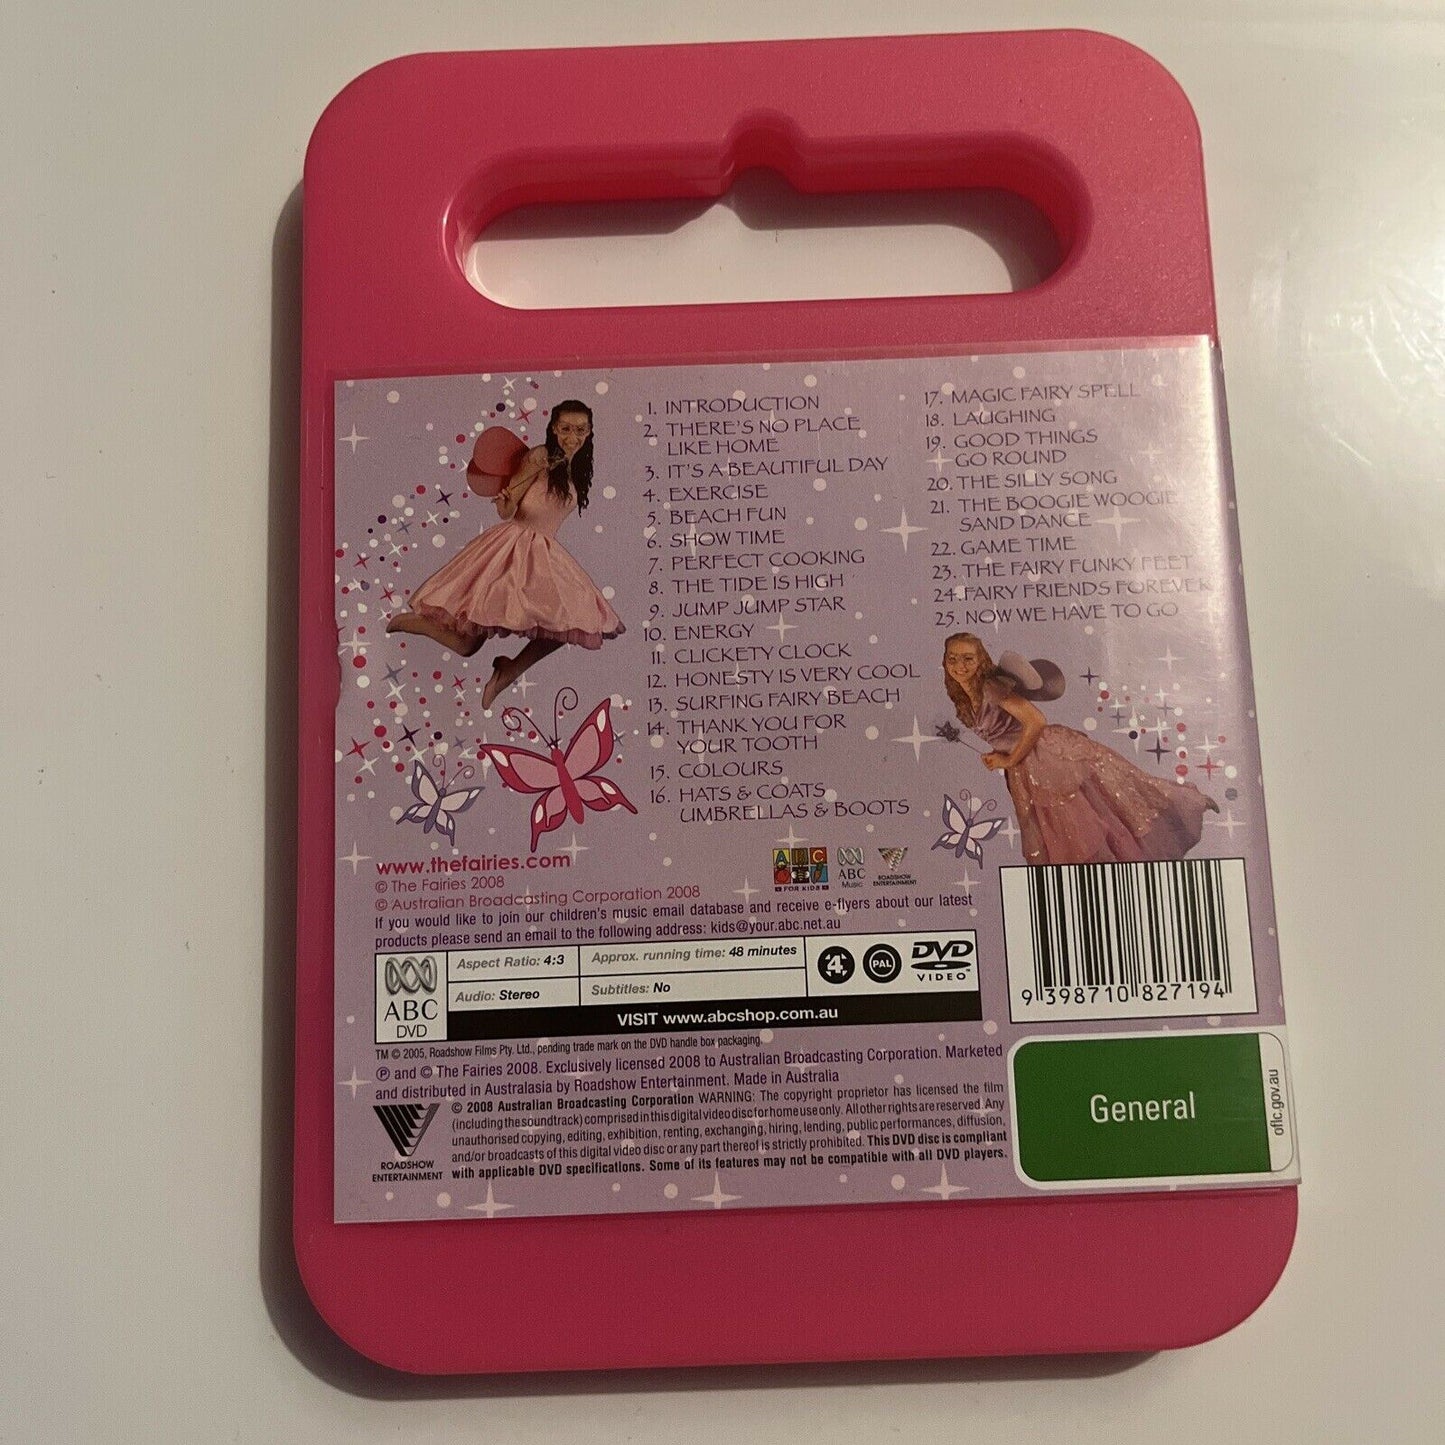 1. INTRODUCTION
2. THERE'S NO PLACE
LIKE HOME
3. IT'S A BEAUTIFUL DAY
4. EXERCISE
5. BEACH FUN
6. SHOW TIME
7. PERFECT COOKING
8. THE TIDE IS HIGH
9. JUMP JUMP STAR
10. ENERGY
11. CLICKETY CLOCK
12. HONESTY IS VERY COOL
13. SURFING FAIRY BEACH
14. THANK YOU FOR
YOUR TOOTH
15. COLOURS
16. HATS & COATS
UMBRELLAS & BOOTS
17. MAGIC FAIRY SPELL
18. LAUGHING
19. GOOD THINGS
GO ROUND
20. THE SILLY SONG
21. THE BOOGIE WOOGIE
SAND DANCE
22. GAME TIME
23. THE FAIRY FUNKY FEET
24. FAIRY FRIENDS FOREVER
25. NOW WE HAVE TO GO
www.thefairies.com
© The Fairies 2008
© Australian Broadcasting Corporation 2008
ABC
FOR KIDS
ABC
Music
ROADSHOW
ENTERTAINMENT
If you would like to join our children's music email database and receive e-flyers about our latest
products please send an email to the following address: kids@your.abc.net.au
ABC
DVD
Aspect Ratio: 4:3
Approx. running time: 48 minutes
Audio: Stereo
Subtitles: No
4
PAL
DVD
VIDEO™
VISIT www.abcshop.com.au
9 398710 827194
TM © 2005, Roadshow Films Pty. Ltd., pending trade mark on the DVD handle box packaging.
℗ and © The Fairies 2008. Exclusively licensed 2008 to Australian Broadcasting Corporation. Marketed
and distributed in Australasia by Roadshow Entertainment. Made in Australia
ROADSHOW
ENTERTAINMENT
© 2008 Australian Broadcasting Corporation WARNING: The copyright proprietor has licensed the film
(including the soundtrack) comprised in this digital video disc for home use only. All other rights are reserved. Any
unauthorised copying, editing, exhibition, renting, exchanging, hiring, lending, public performances, diffusion,
and/or broadcasts of this digital video disc or any part thereof is strictly prohibited. This DVD disc is compliant
with applicable DVD specifications. Some of its features may not be compatible with all DVD players.
General
oflc.gov.au